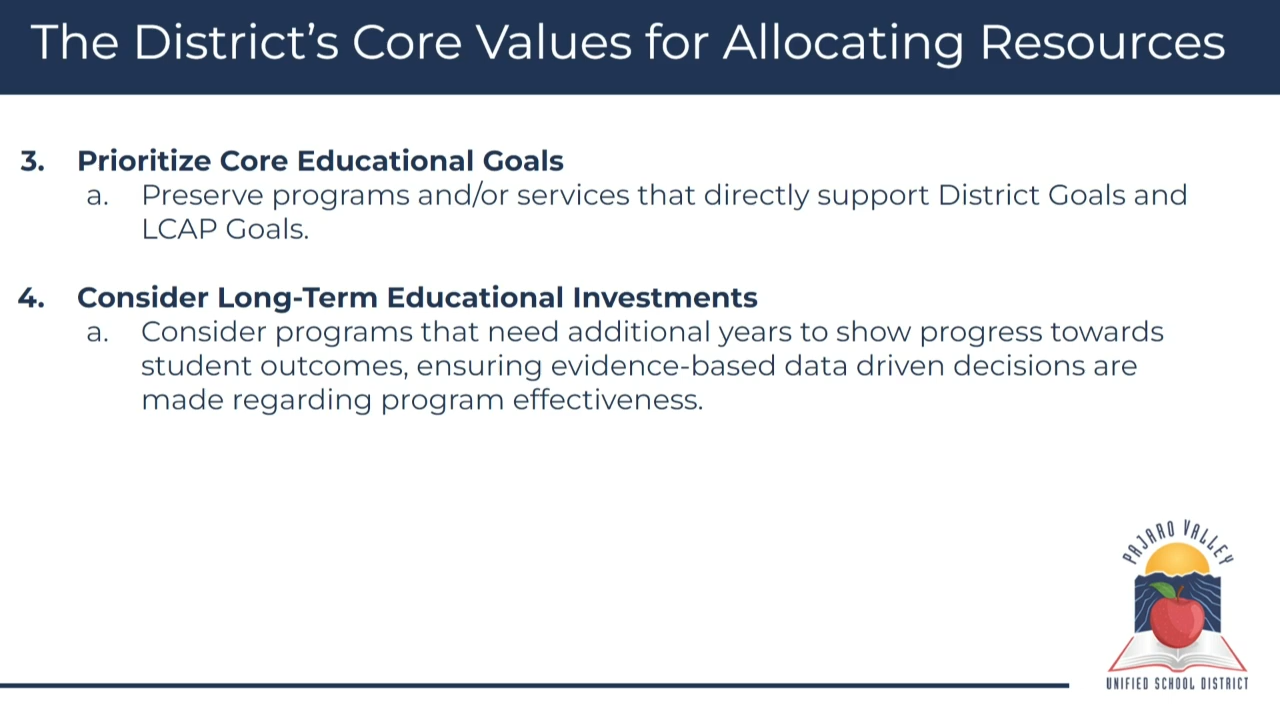 The District’s Core Values for Allocating Resources
3. Prioritize Core Educational Goals
a. Preserve programs and/or services that directly support District Goals and
LCAP Goals.
4. Consider Long-Term Educational Investments
a. Consider programs that need additional years to show progress towards
student outcomes, ensuring evidence-based data driven decisions are
made regarding program effectiveness.
PAJARO VALLEY
UNIFIED SCHOOL DISTRICT